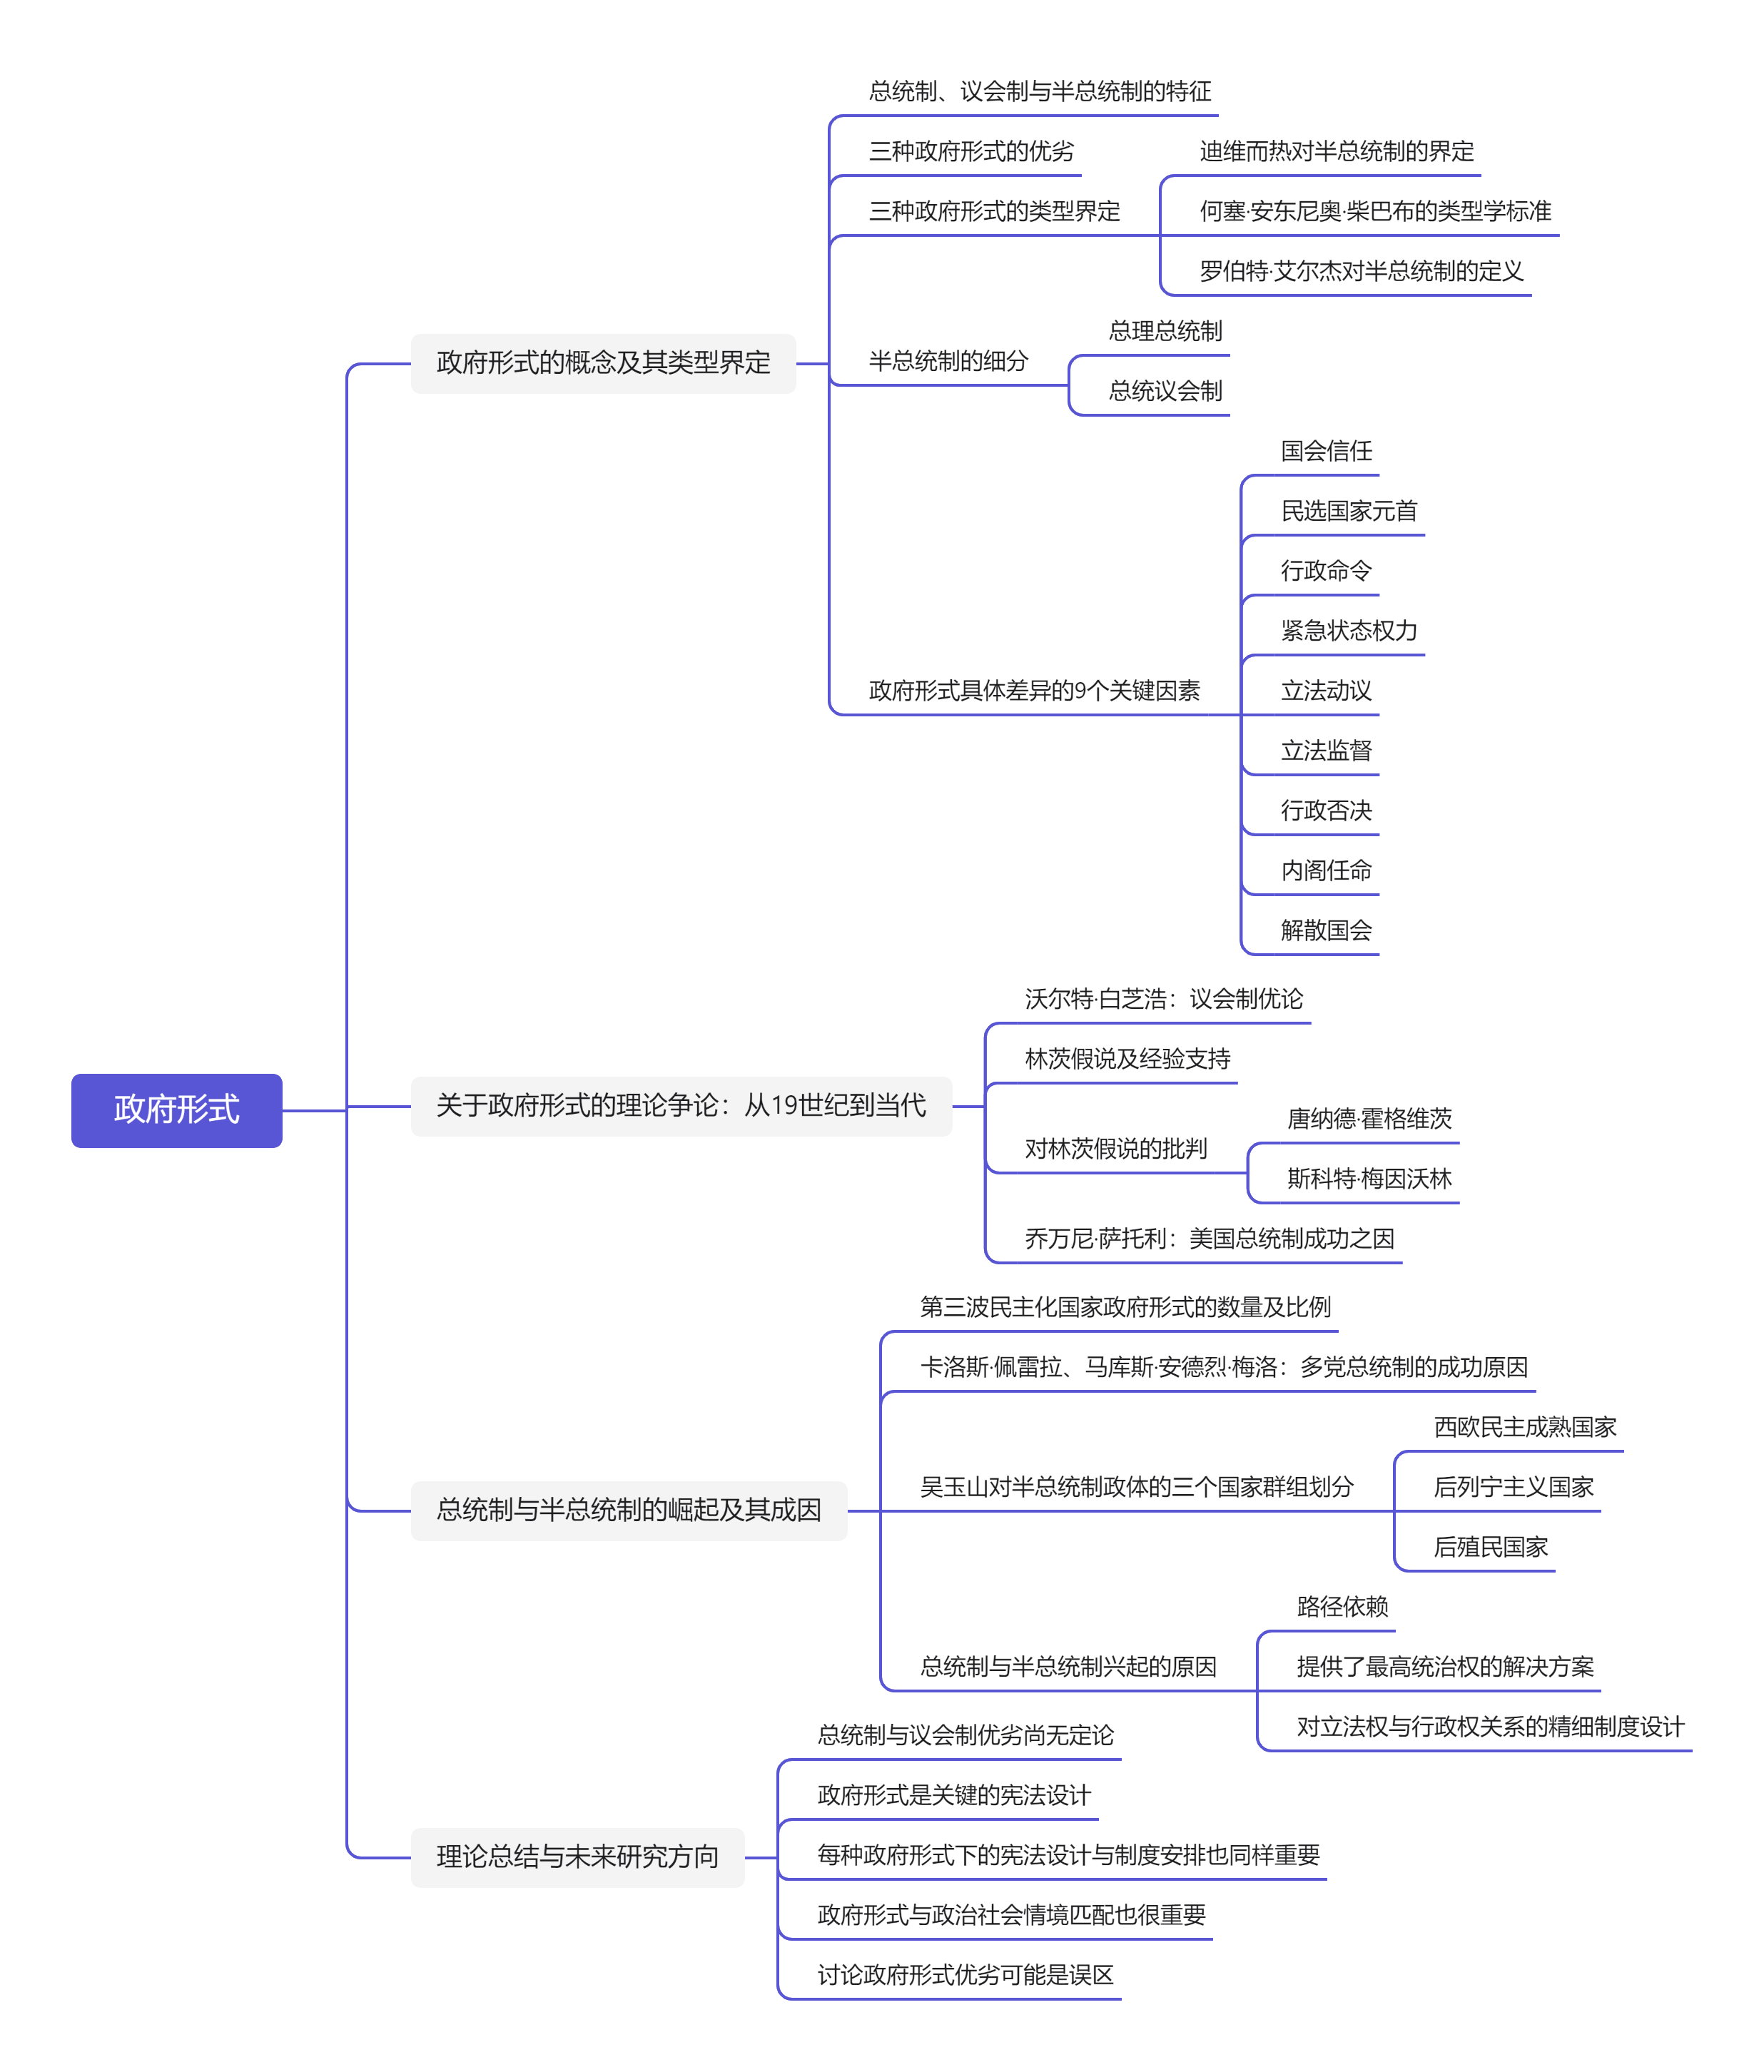 政府形式
政府形式的概念及其类型界定
总统制、议会制与半总统制的特征
三种政府形式的优劣
三种政府形式的类型界定
迪维而热对半总统制的界定
何塞·安东尼奥·柴巴布的类型学标准
罗伯特·艾尔杰对半总统制的定义
半总统制的细分
总理总统制
总统议会制
政府形式具体差异的9个关键因素
国会信任
民选国家元首
行政命令
紧急状态权力
立法动议
立法监督
行政否决
内阁任命
解散国会
关于政府形式的理论争论：从19世纪到当代
沃尔特·白芝浩：议会制优论
林茨假说及经验支持
对林茨假说的批判
唐纳德·霍格维茨
斯科特·梅因沃林
乔万尼·萨托利：美国总统制成功之因
总统制与半总统制的崛起及其成因
第三波民主化国家政府形式的数量及比例
卡洛斯·佩雷拉、马库斯·安德烈·梅洛：多党总统制的成功原因
吴玉山对半总统制政体的三个国家群组划分
西欧民主成熟国家
后列宁主义国家
后殖民国家
总统制与半总统制兴起的原因
路径依赖
提供了最高统治权的解决方案
对立法权与行政权关系的精细制度设计
理论总结与未来研究方向
总统制与议会制优劣尚无定论
政府形式是关键的宪法设计
每种政府形式下的宪法设计与制度安排也同样重要
政府形式与政治社会情境匹配也很重要
讨论政府形式优劣可能是误区